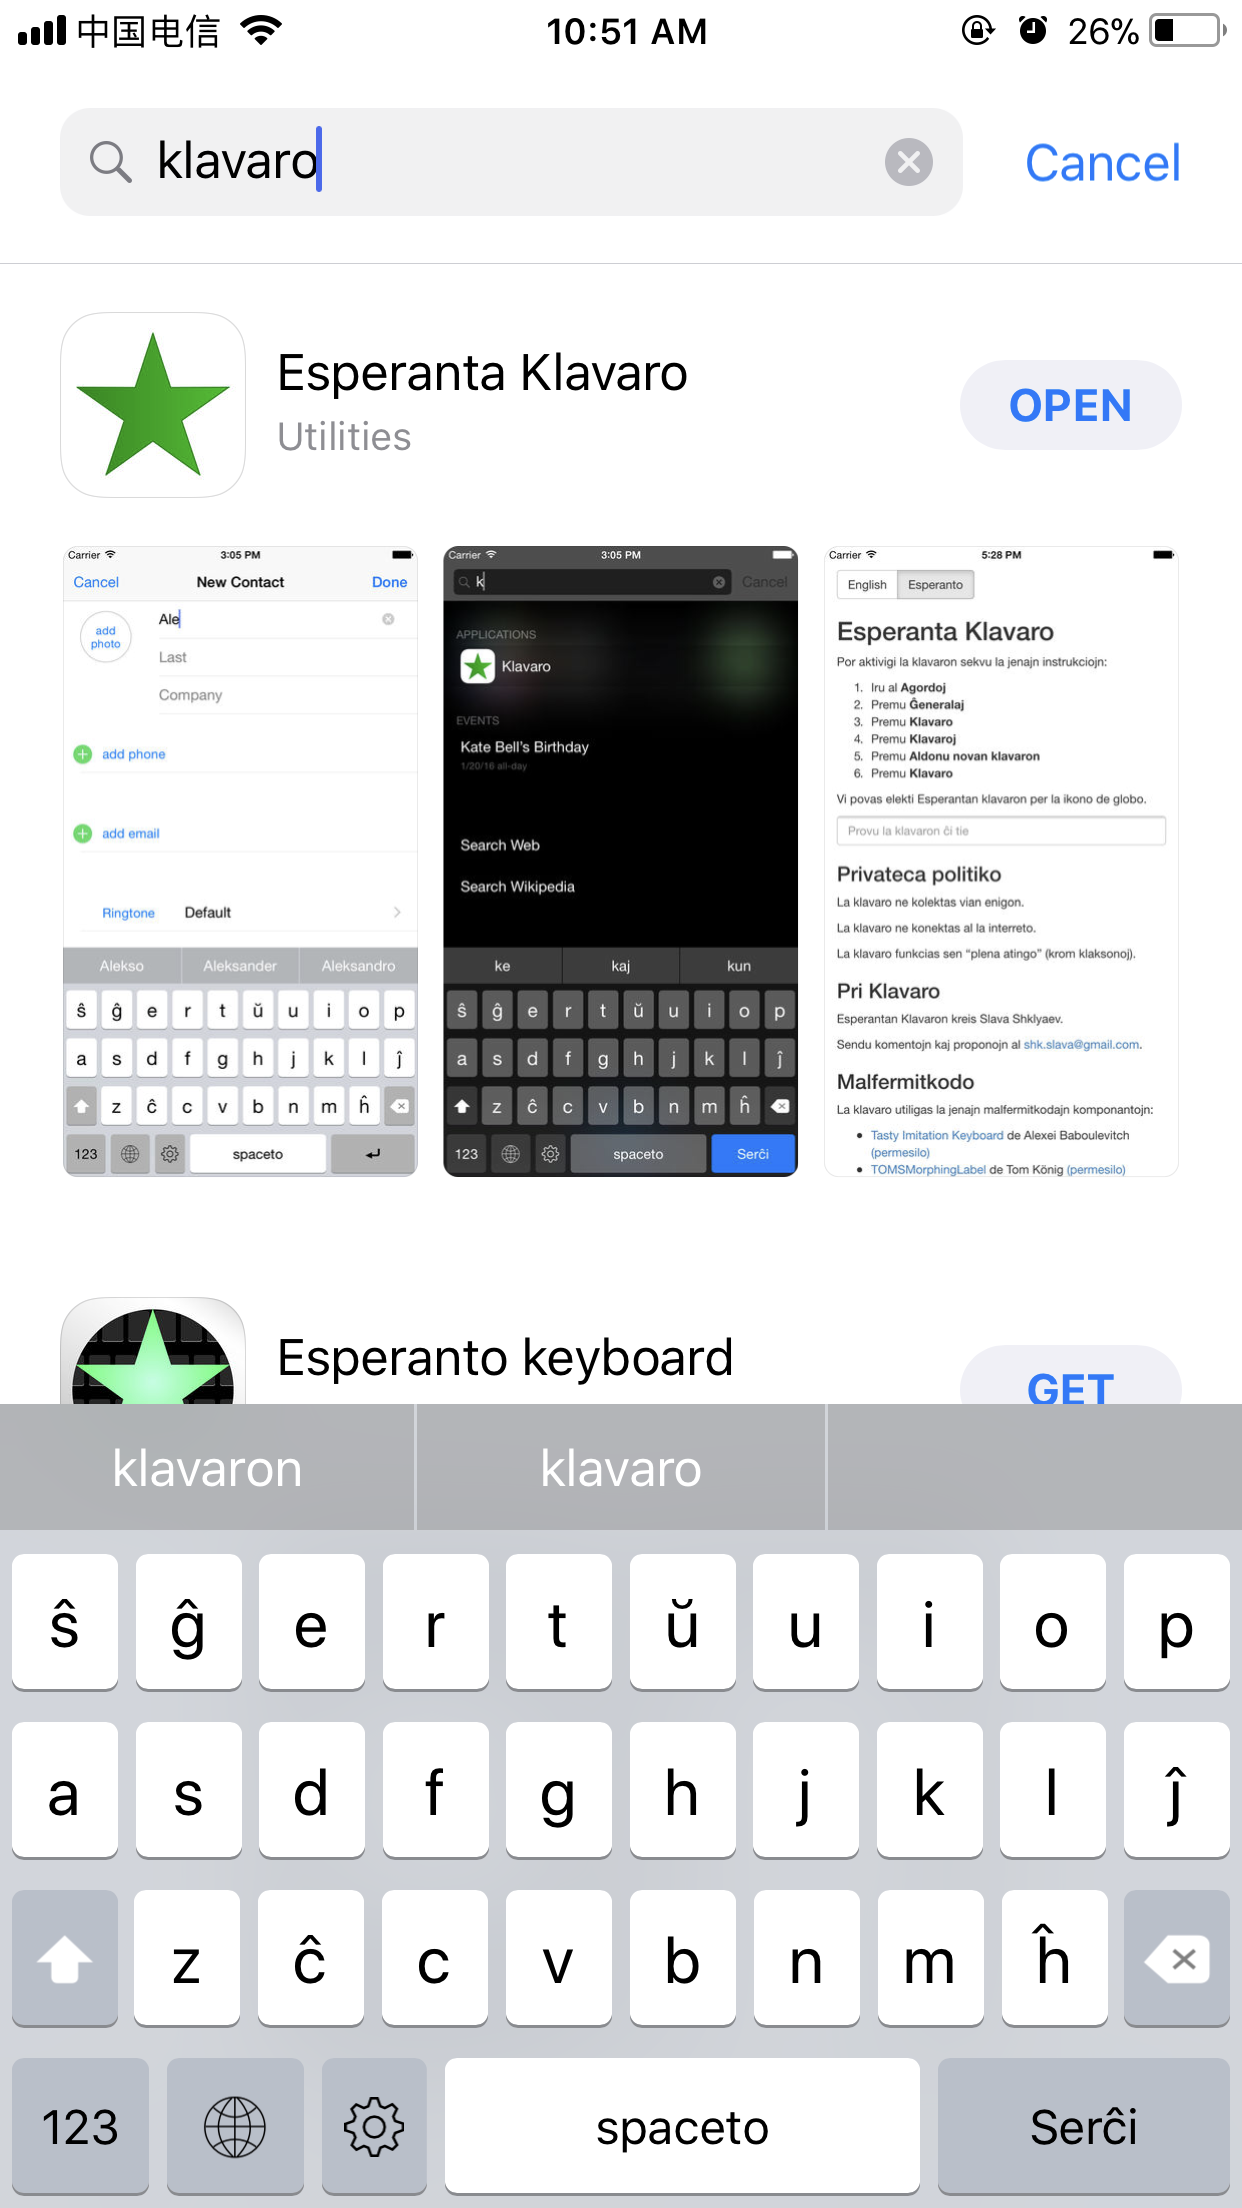 中国电信
10:51 AM
26%
klavaro
Cancel
Esperanta Klavaro
Utilities
OPEN
Carrier
3:05 PM
Cancel
New Contact
Done
add
photo
Ale
Last
Company
add phone
add email
Ringtone
Default
Alekso
Aleksander
Aleksandro
ŝ ĝ e r t ŭ u i o p
a s d f g h j k l ĵ
z ĉ c v b n m ĥ
123
spaceto
Carrier
3:05 PM
k
Cancel
APPLICATIONS
Klavaro
EVENTS
Kate Bell's Birthday
1/20/16 all-day
Search Web
Search Wikipedia
ke
kaj
kun
ŝ ĝ e r t ŭ u i o p
a s d f g h j k l ĵ
z ĉ c v b n m ĥ
123
spaceto
Serĉi
Carrier
5:28 PM
English
Esperanto
Esperanta Klavaro
Por aktivigi la klavaron sekvu la jenajn instrukciojn:
1. Iru al Agordoj
2. Premu Ĝeneralaj
3. Premu Klavaro
4. Premu Klavaroj
5. Premu Aldonu novan klavaron
6. Premu Klavaro
Vi povas elekti Esperantan klavaron per la ikono de globo.
Provu la klavaron ĉi tie
Privateca politiko
La klavaro ne kolektas vian enigon.
La klavaro ne konektas al la interreto.
La klavaro funkcias sen "plena atingo" (krom klaksonoj).
Pri Klavaro
Esperantan Klavaron kreis Slava Shklyaev.
Sendu komentojn kaj proponojn al shk.slava@gmail.com.
Malfermitkodo
La klavaro utiligas la jenajn malfermitkodajn komponantojn:
• Tasty Imitation Keyboard de Alexei Baboulevitch
(permesilo)
• TOMSMorphingLabel de Tom König (permesilo)
Esperanto keyboard
GET
klavaron
klavaro
ŝ ĝ e r t ŭ u i o p
a s d f g h j k l ĵ
z ĉ c v b n m ĥ
123
spaceto
Serĉi